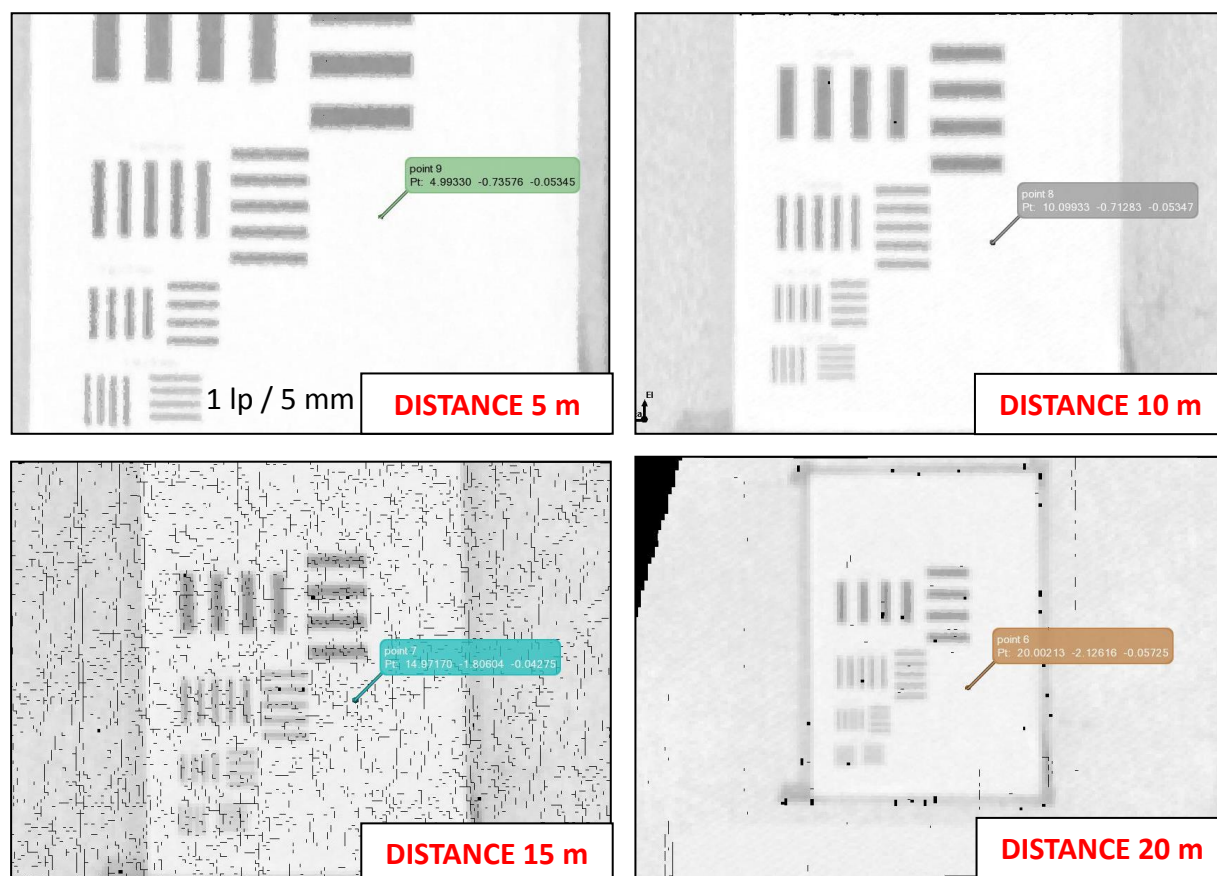 point 9
Pt: 4.99330 -0.73576 -0.05345
1 lp / 5 mm
DISTANCE 5 m
point 8
Pt: 10.09933 -0.71283 -0.05347
El
DISTANCE 10 m
point 7
Pt: 14.97170 -1.80604 -0.04275
DISTANCE 15 m
point 6
Pt: 20.00213 -2.12616 -0.05725
DISTANCE 20 m